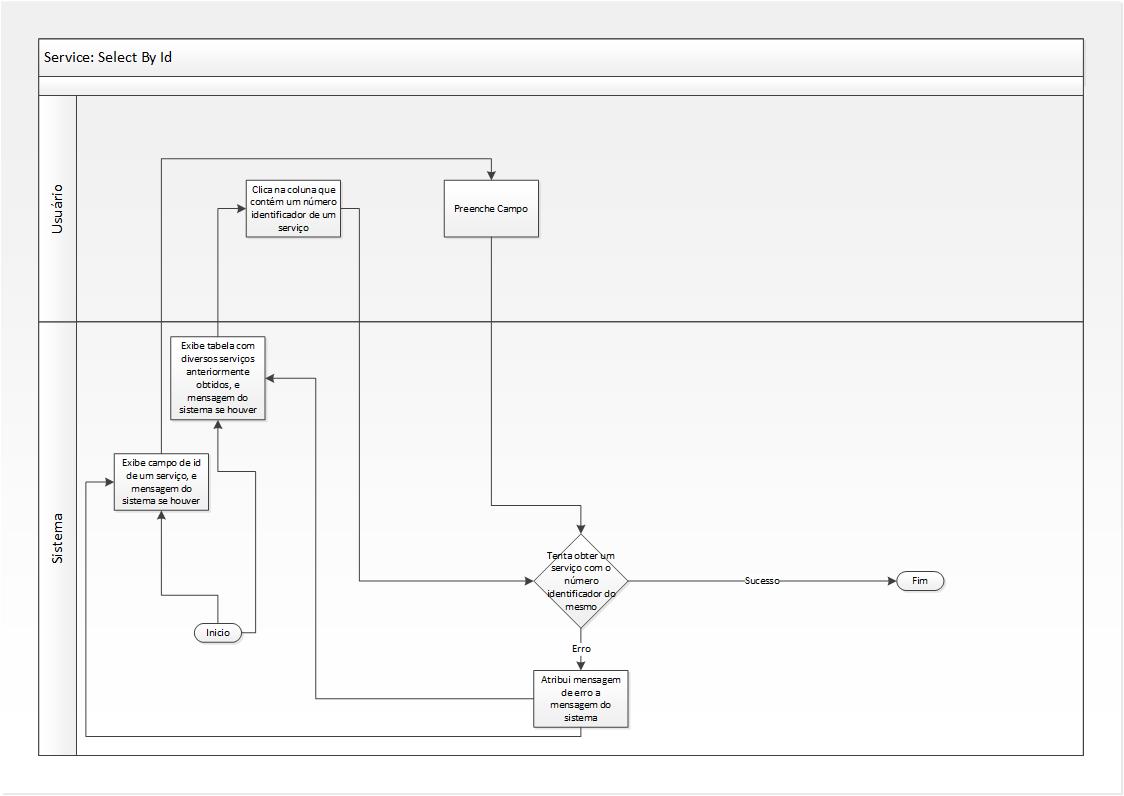 Service: Select By Id
Usuário
Clica na coluna que
contém um número
identificador de um
serviço
Preenche Campo
Sistema
Exibe tabela com
diversos serviços
anteriormente
obtidos, e
mensagem do
sistema se houver
Exibe campo de id
de um serviço, e
mensagem do
sistema se houver
Inicio
Tenta obter um
serviço com o
número
identificador do
mesmo
Sucesso
Fim
Erro
Atribui mensagem
de erro a
mensagem do
sistema